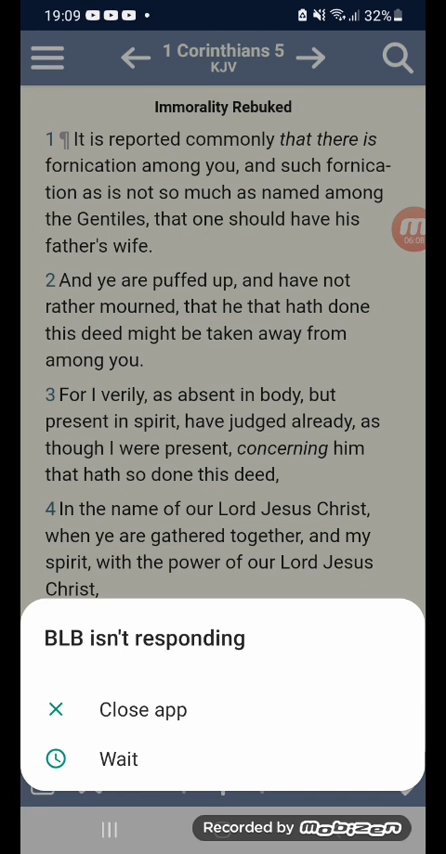 19:09
32%
1 Corinthians 5
KJV
Immorality Rebuked
1 ¶ It is reported commonly that there is
fornication among you, and such fornica-
tion as is not so much as named among
the Gentiles, that one should have his
father's wife.
2 And ye are puffed up, and have not
rather mourned, that he that hath done
this deed might be taken away from
among you.
3 For I verily, as absent in body, but
present in spirit, have judged already, as
though I were present, concerning him
that hath so done this deed,
4 In the name of our Lord Jesus Christ,
when ye are gathered together, and my
spirit, with the power of our Lord Jesus
Christ,
m
06:08
BLB isn't responding
Close app
Wait
Recorded by mobizen